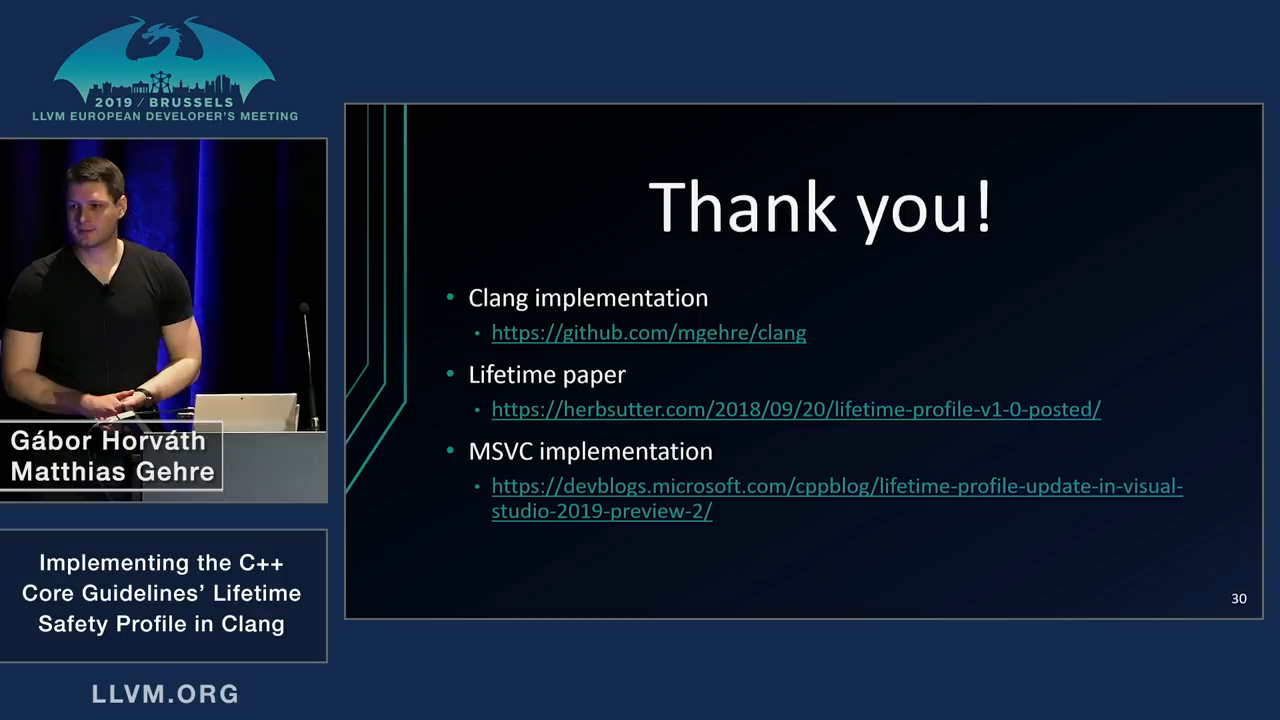 2019 / BRUSSELS
LLVM EUROPEAN DEVELOPER'S MEETING
Gábor Horváth
Matthias Gehre
Implementing the C++
Core Guidelines' Lifetime
Safety Profile in Clang
LLVM.ORG
Thank you!
• Clang implementation
• https://github.com/mgehre/clang
• Lifetime paper
• https://herbsutter.com/2018/09/20/lifetime-profile-v1-0-posted/
• MSVC implementation
• https://devblogs.microsoft.com/cppblog/lifetime-profile-update-in-visual-
studio-2019-preview-2/
30